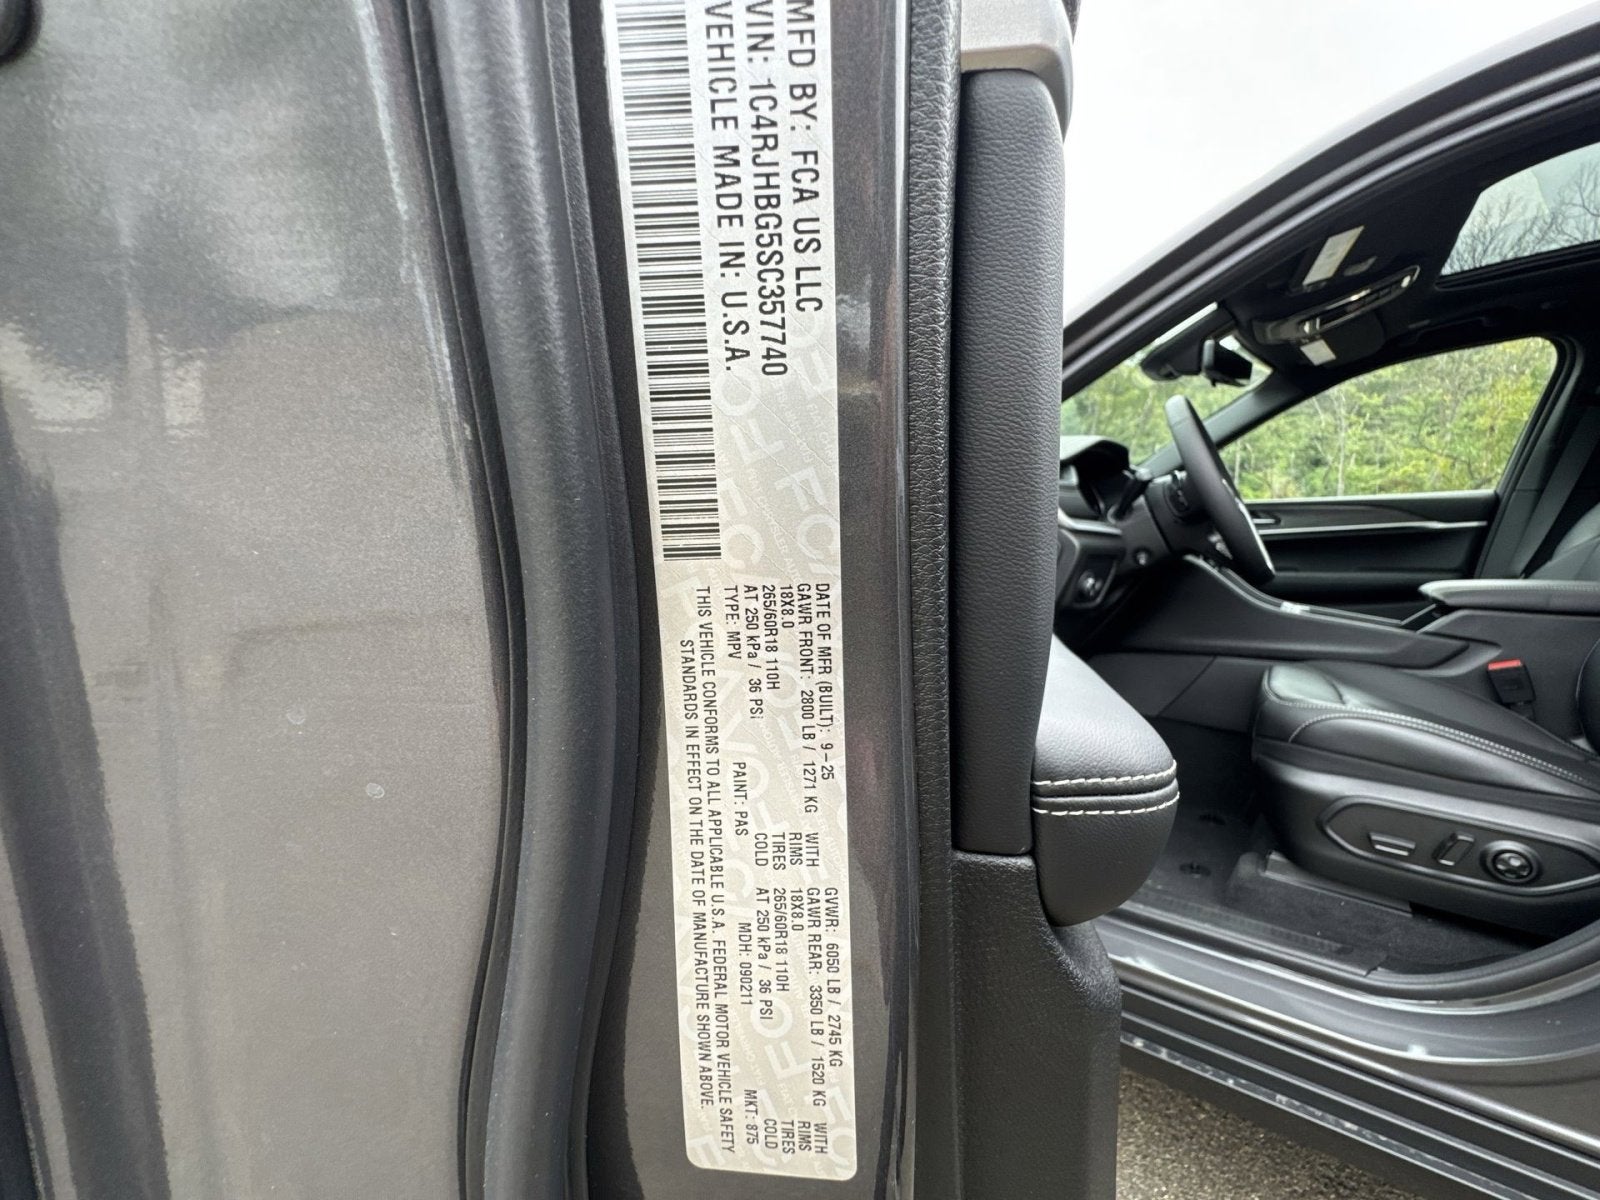 MFD BY: FCA US LLC
VIN: 1C4RJHBG5SC357740
VEHICLE MADE IN: U.S.A.
DATE OF MFR (BUILT): 9-25 GVWR: 6050 LB / 2745 KG
GAWR FRONT: 2800 LB / 1271 KG WITH GAWR REAR: 3350 LB / 1520 KG WITH
18X8.0 RIMS 18X8.0 RIMS
265/60R18 110H TIRES 265/60R18 110H TIRES
AT 250 kPa / 36 PSI COLD AT 250 kPa / 36 PSI COLD
TYPE: MPV PAINT: PAS MDH: 090211 MKT: 875
THIS VEHICLE CONFORMS TO ALL APPLICABLE U.S.A. FEDERAL MOTOR VEHICLE SAFETY
STANDARDS IN EFFECT ON THE DATE OF MANUFACTURE SHOWN ABOVE.